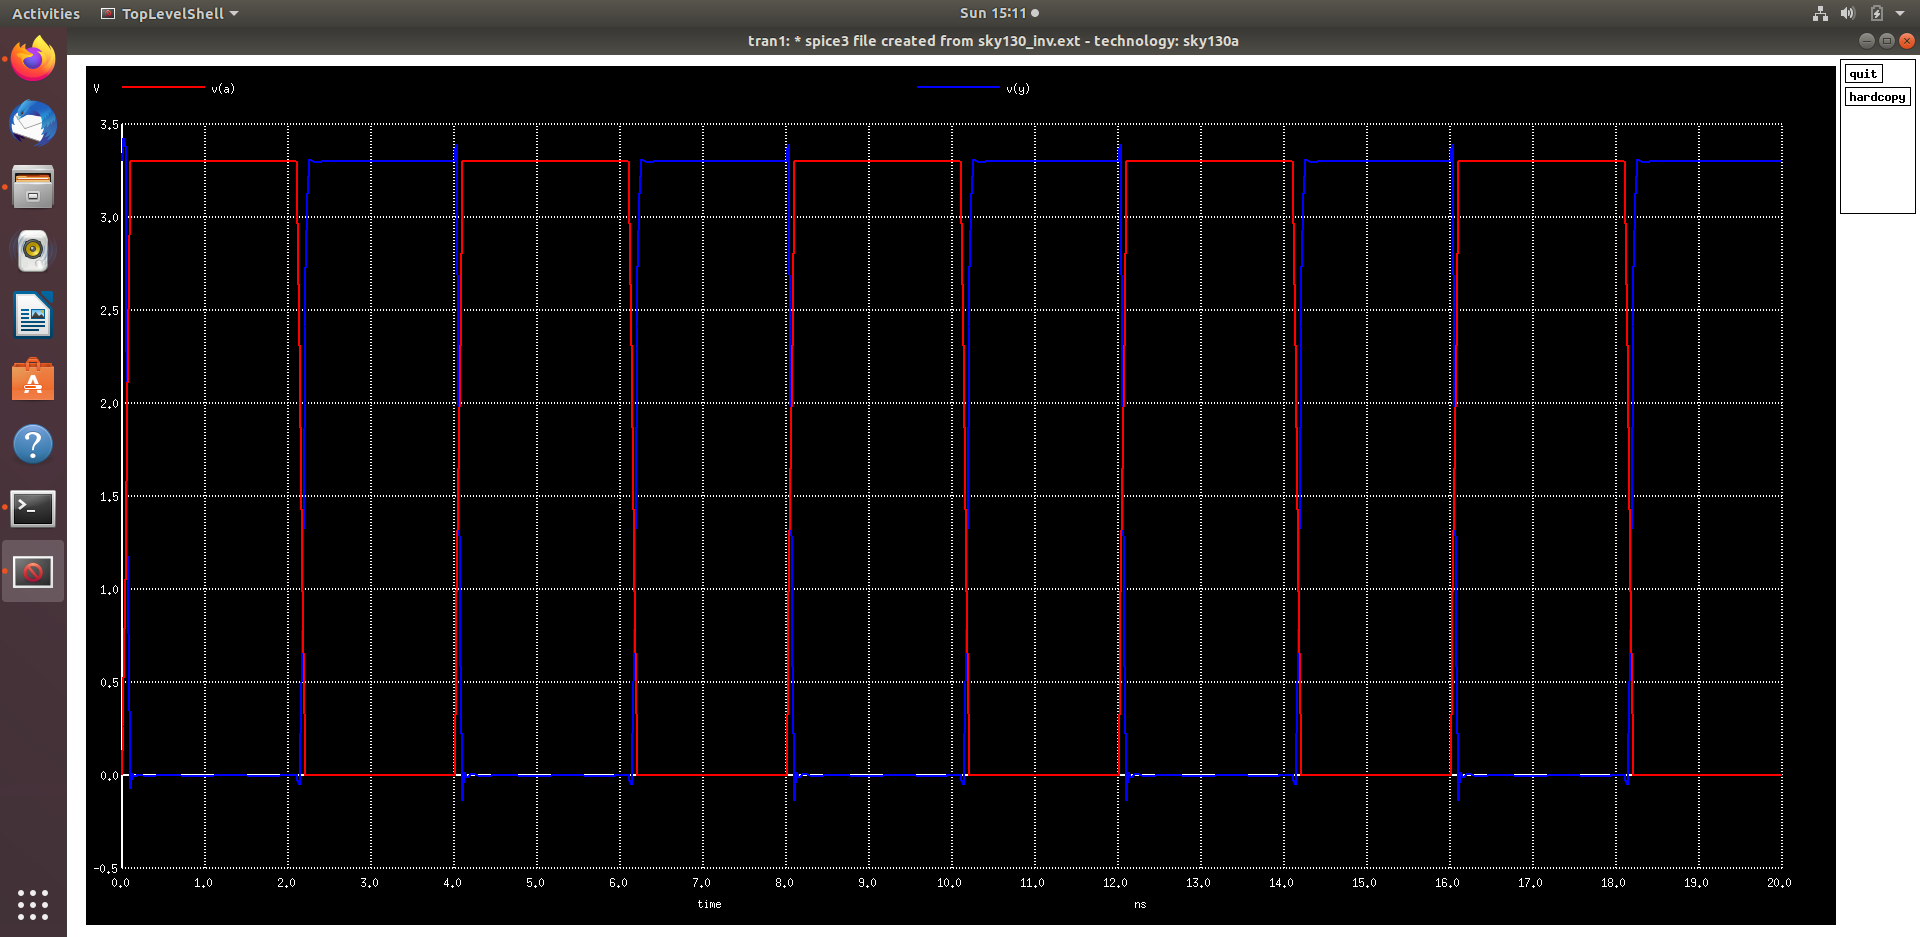 Activities TopLevelShell Sun 15:11
tran1: * spice3 file created from sky130_inv.ext - technology: sky130a
quit
hardcopy
V v(a) v(y)
3.5
3.0
2.5
2.0
1.5
1.0
0.5
0.0
-0.5
0.0 1.0 2.0 3.0 4.0 5.0 6.0 7.0 8.0 9.0 10.0 11.0 12.0 13.0 14.0 15.0 16.0 17.0 18.0 19.0 20.0
time ns